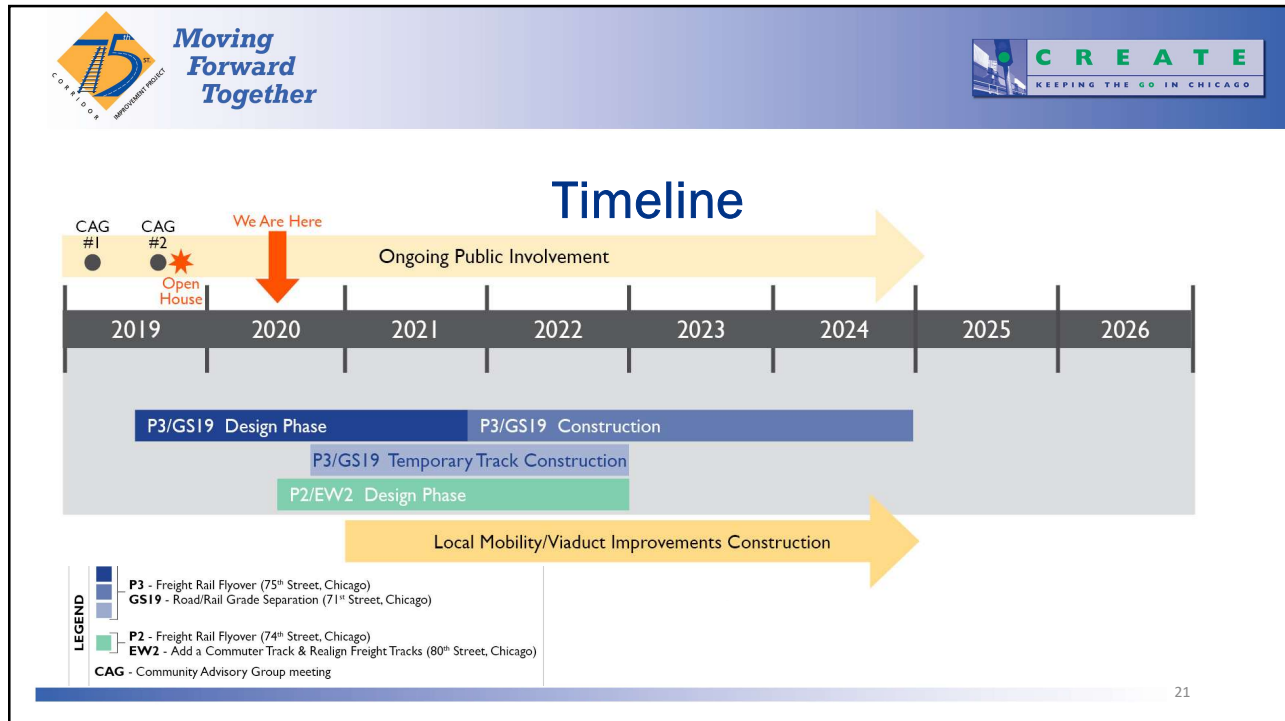 75th
ST.
CORRIDOR
IMPROVEMENT PROJECT
Moving
Forward
Together
CREATE
KEEPING THE GO IN CHICAGO
Timeline
CAG
#1
CAG
#2
We Are Here
Open
House
Ongoing Public Involvement
2019 2020 2021 2022 2023 2024 2025 2026
P3/GS19 Design Phase
P3/GS19 Construction
P3/GS19 Temporary Track Construction
P2/EW2 Design Phase
Local Mobility/Viaduct Improvements Construction
LEGEND
P3 - Freight Rail Flyover (75th Street, Chicago)
GS19 - Road/Rail Grade Separation (71st Street, Chicago)
P2 - Freight Rail Flyover (74th Street, Chicago)
EW2 - Add a Commuter Track & Realign Freight Tracks (80th Street, Chicago)
CAG - Community Advisory Group meeting
21